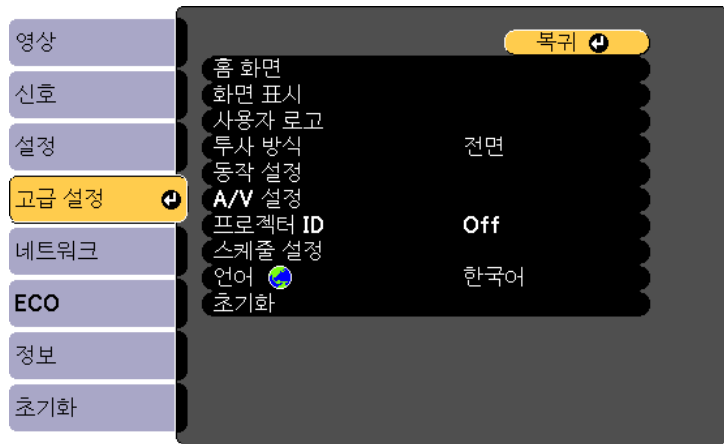 영상
신호
설정
고급 설정
네트워크
ECO
정보
초기화
복귀
홈 화면
화면 표시
사용자 로고
투사 방식 전면
동작 설정
A/V 설정
프로젝터 ID Off
스케줄 설정
언어 한국어
초기화